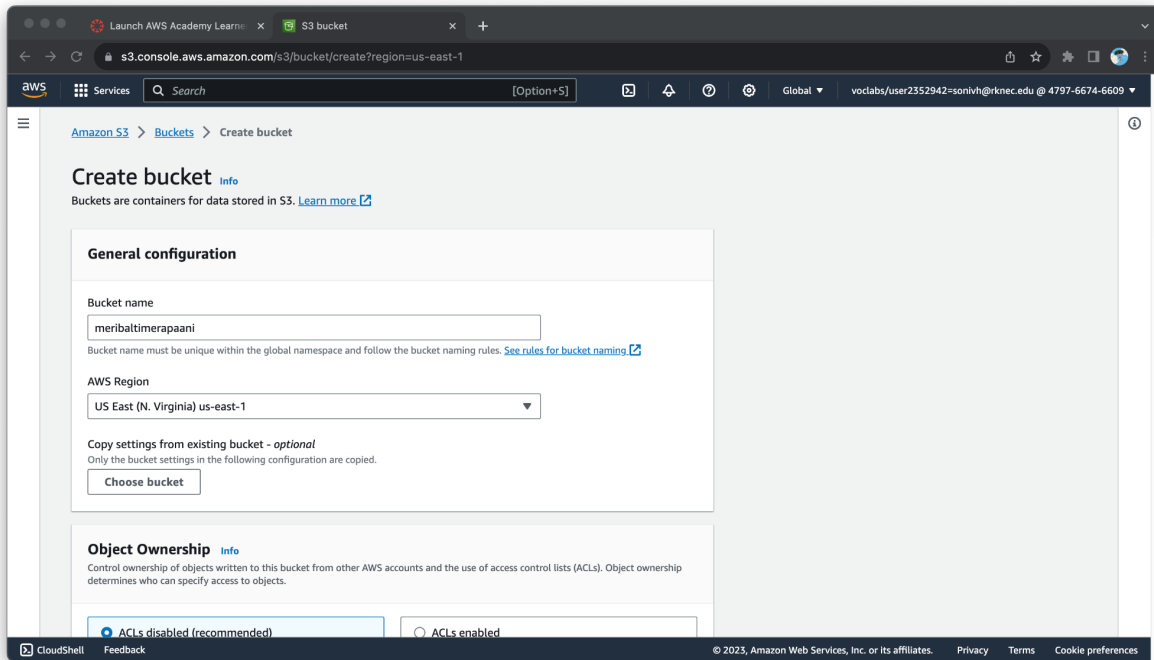 Launch AWS Academy Learne
S3 bucket
s3.console.aws.amazon.com/s3/bucket/create?region=us-east-1
aws
Services
Search
[Option+S]
Global
voclabs/user2352942=sonivh@rknec.edu @ 4797-6674-6609
Amazon S3 > Buckets > Create bucket
Create bucket Info
Buckets are containers for data stored in S3. Learn more
General configuration
Bucket name
meribaltimerapaani
Bucket name must be unique within the global namespace and follow the bucket naming rules. See rules for bucket naming
AWS Region
US East (N. Virginia) us-east-1
Copy settings from existing bucket - optional
Only the bucket settings in the following configuration are copied.
Choose bucket
Object Ownership Info
Control ownership of objects written to this bucket from other AWS accounts and the use of access control lists (ACLs). Object ownership
determines who can specify access to objects.
ACLs disabled (recommended)
ACLs enabled
CloudShell
Feedback
© 2023, Amazon Web Services, Inc. or its affiliates.
Privacy
Terms
Cookie preferences